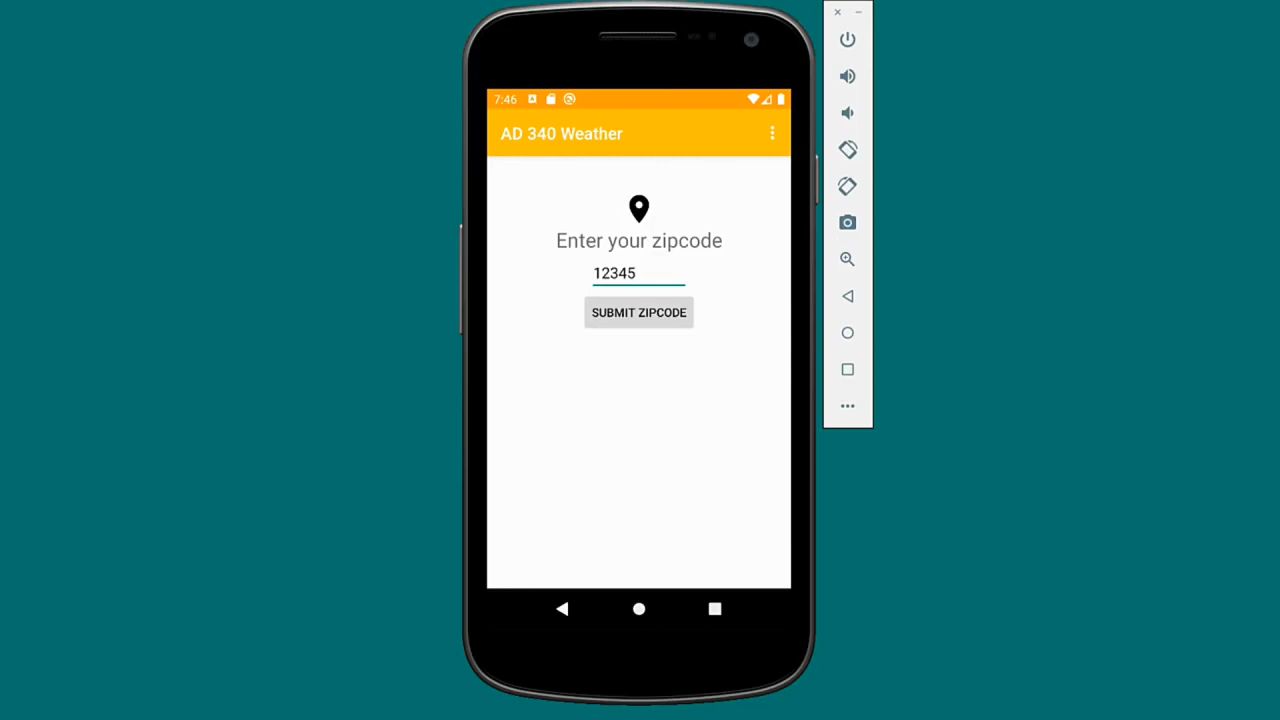 7:46
AD 340 Weather
Enter your zipcode
12345
SUBMIT ZIPCODE